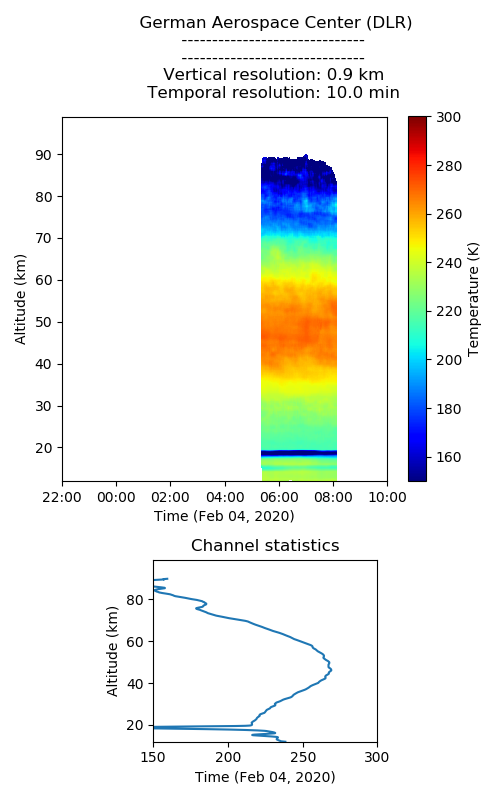 German Aerospace Center (DLR)
------------------------------
------------------------------
Vertical resolution: 0.9 km
Temporal resolution: 10.0 min
90
80
70
60
50
40
30
20
Altitude (km)
22:00 00:00 02:00 04:00 06:00 08:00 10:00
Time (Feb 04, 2020)
300
280
260
240
220
200
180
160
Temperature (K)
Channel statistics
80
60
40
20
Altitude (km)
150 200 250 300
Time (Feb 04, 2020)